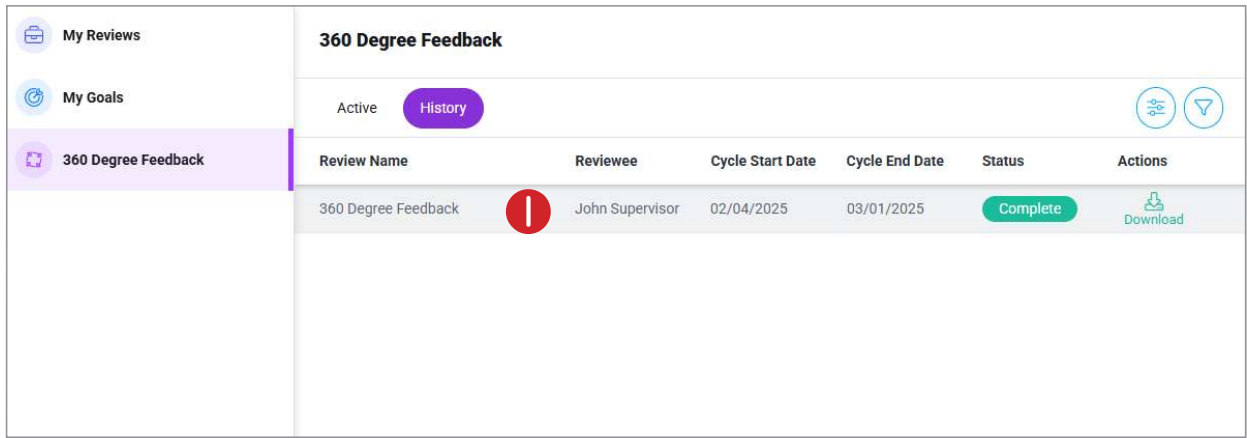 My Reviews
My Goals
360 Degree Feedback
360 Degree Feedback
Active History
Review Name Reviewee Cycle Start Date Cycle End Date Status Actions
360 Degree Feedback John Supervisor 02/04/2025 03/01/2025 Complete Download